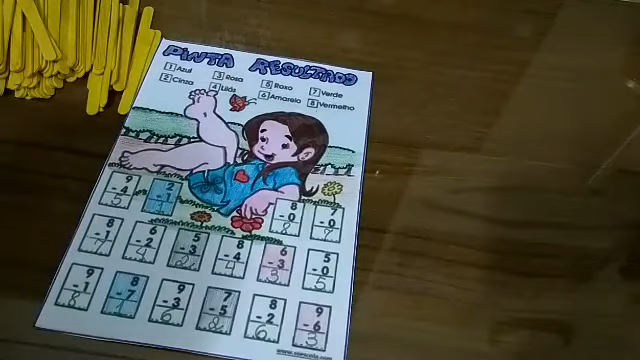 PINTA RESULTADO
1 Azul 3 Rosa 5 Roxo 7 Verde
2 Cinza 4 Lilás 6 Amarelo 8 Vermelho
9 2 8 7
- 4 - 1 - 0 - 0
5 1 8 7
8 6 5 8 6 5
- 1 - 2 - 3 - 4 - 3 - 0
7 4 2 4 3 5
9 8 9 7 8 9
- 1 - 7 - 3 - 5 - 2 - 6
8 1 6 2 6 3